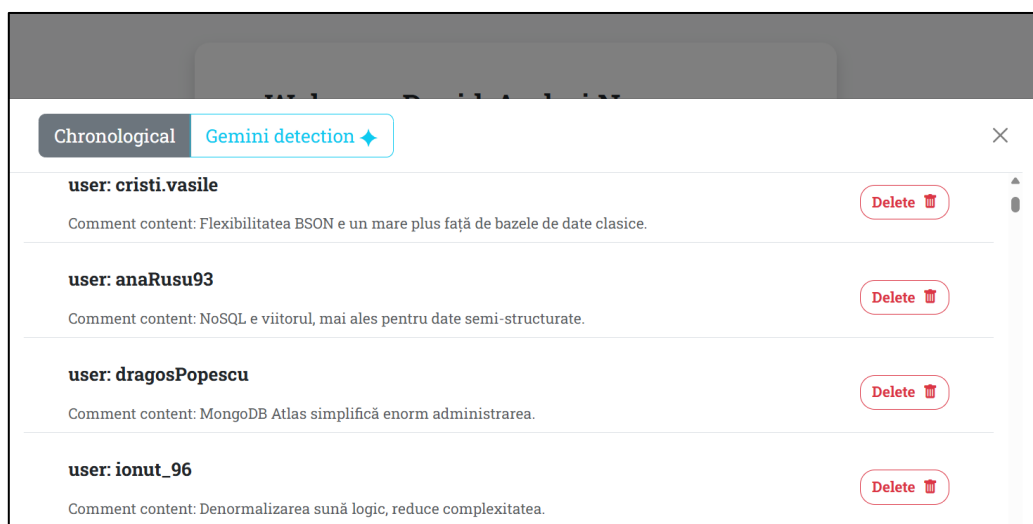 Chronological
Gemini detection
user: cristi.vasile
Delete
Comment content: Flexibilitatea BSON e un mare plus față de bazele de date clasice.
user: anaRusu93
Delete
Comment content: NoSQL e viitorul, mai ales pentru date semi-structurate.
user: dragosPopescu
Delete
Comment content: MongoDB Atlas simplifică enorm administrarea.
user: ionut_96
Delete
Comment content: Denormalizarea sună logic, reduce complexitatea.